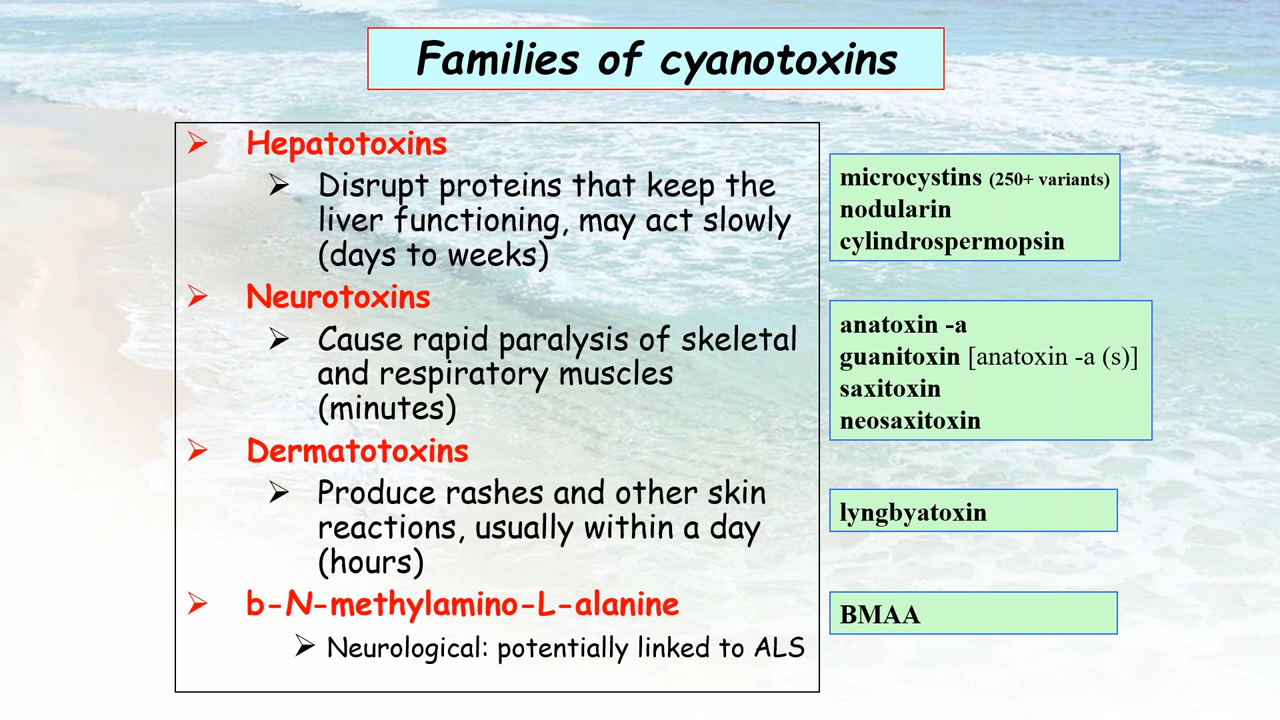 Families of cyanotoxins
Hepatotoxins
Disrupt proteins that keep the
liver functioning, may act slowly
(days to weeks)
microcystins (250+ variants)
nodularin
cylindrospermopsin
Neurotoxins
Cause rapid paralysis of skeletal
and respiratory muscles
(minutes)
anatoxin -a
guanitoxin [anatoxin -a (s)]
saxitoxin
neosaxitoxin
Dermatotoxins
Produce rashes and other skin
reactions, usually within a day
(hours)
lyngbyatoxin
b-N-methylamino-L-alanine
Neurological: potentially linked to ALS
BMAA